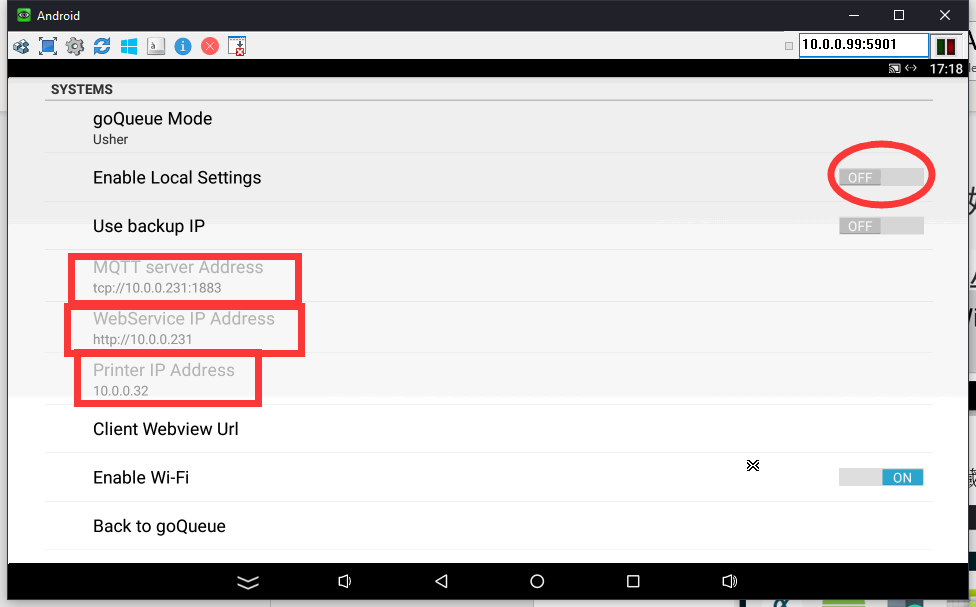 Android
10.0.0.99:5901
17:18
SYSTEMS
goQueue Mode
Usher
Enable Local Settings
OFF
Use backup IP
OFF
MQTT server Address
tcp://10.0.0.231:1883
WebService IP Address
http://10.0.0.231
Printer IP Address
10.0.0.32
Client Webview Url
Enable Wi-Fi
ON
Back to goQueue